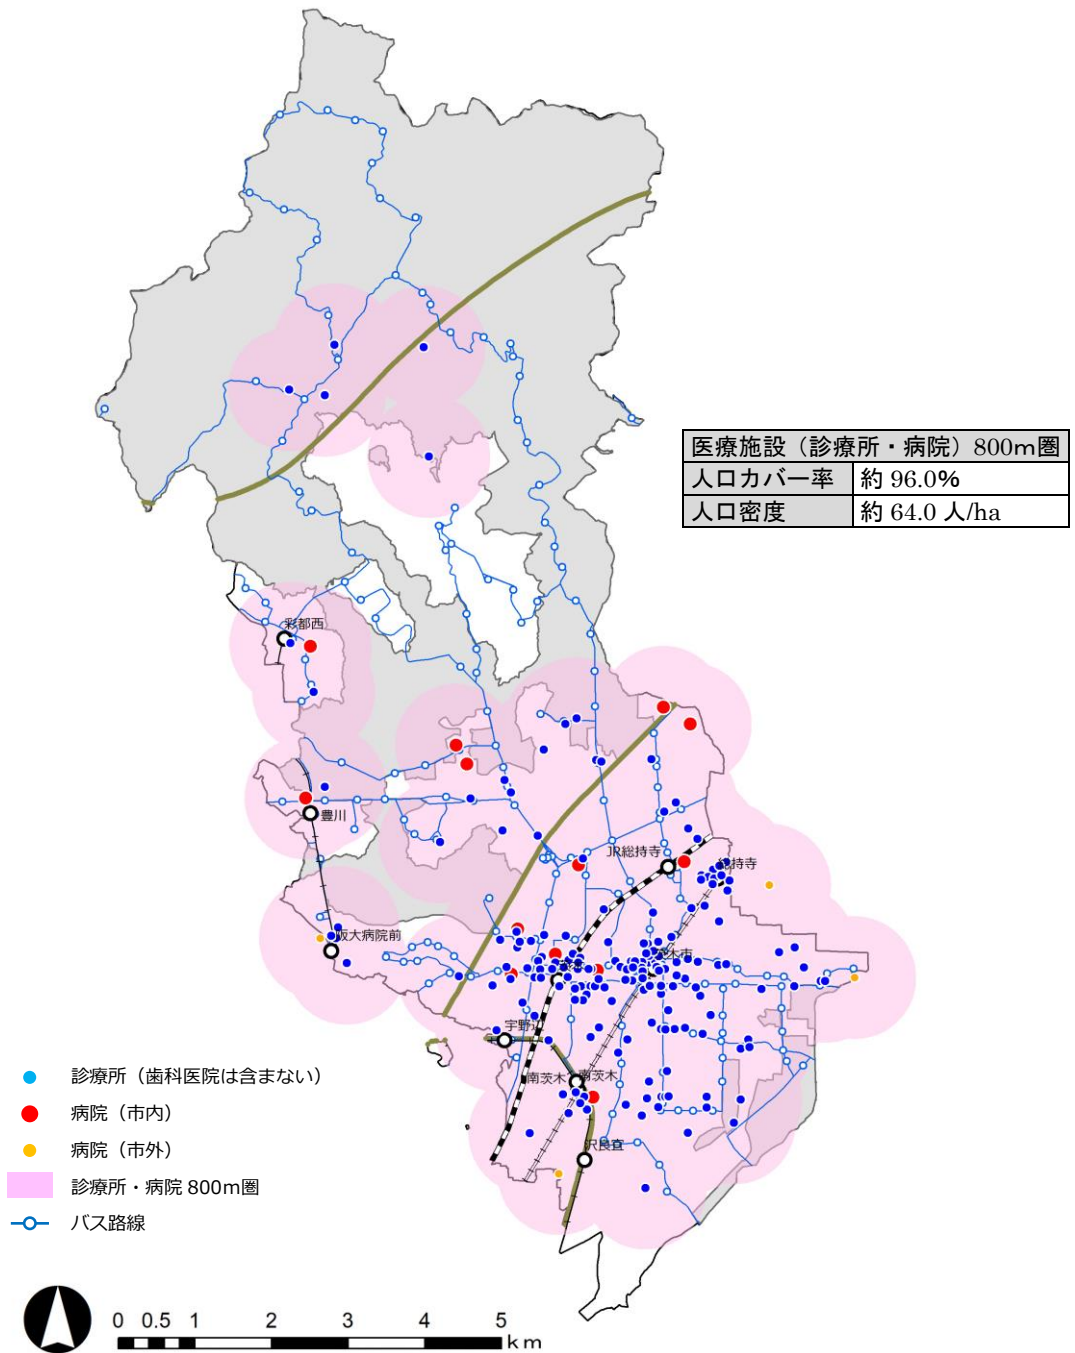 医療施設（診療所・病院）800m圏
人口カバー率 約 96.0%
人口密度 約 64.0 人/ha
彩都西
豊川
JR総持寺
総持寺
阪大病院前
茨木市
宇野辺
南茨木
南茨木
沢良宜
診療所（歯科医院は含まない）
病院（市内）
病院（市外）
診療所・病院 800m圏
バス路線
0 0.5 1 2 3 4 5
km